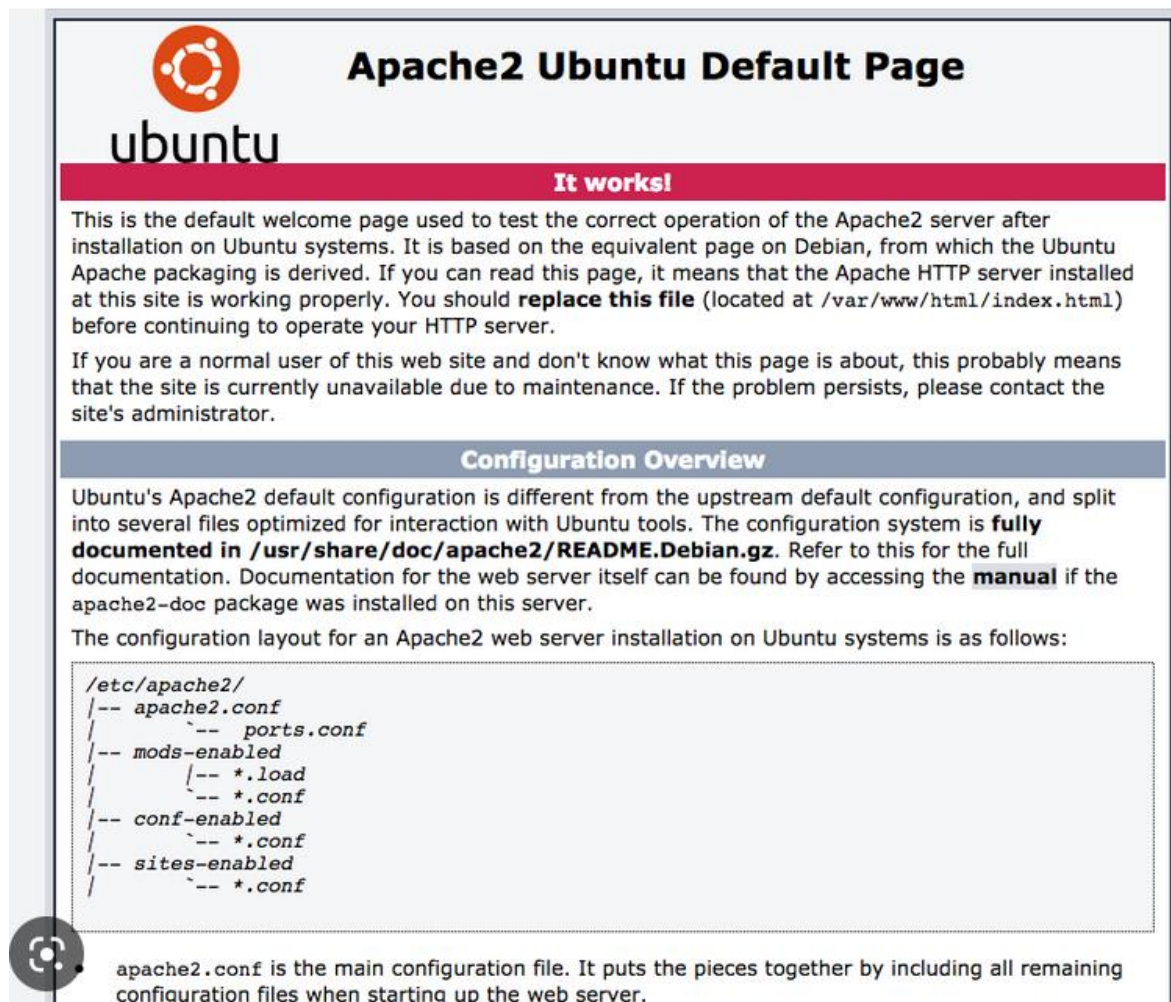 Apache2 Ubuntu Default Page
ubuntu
It works!
This is the default welcome page used to test the correct operation of the Apache2 server after
installation on Ubuntu systems. It is based on the equivalent page on Debian, from which the Ubuntu
Apache packaging is derived. If you can read this page, it means that the Apache HTTP server installed
at this site is working properly. You should replace this file (located at /var/www/html/index.html)
before continuing to operate your HTTP server.
If you are a normal user of this web site and don't know what this page is about, this probably means
that the site is currently unavailable due to maintenance. If the problem persists, please contact the
site's administrator.
Configuration Overview
Ubuntu's Apache2 default configuration is different from the upstream default configuration, and split
into several files optimized for interaction with Ubuntu tools. The configuration system is fully
documented in /usr/share/doc/apache2/README.Debian.gz. Refer to this for the full
documentation. Documentation for the web server itself can be found by accessing the manual if the
apache2-doc package was installed on this server.
The configuration layout for an Apache2 web server installation on Ubuntu systems is as follows:
/etc/apache2/
|-- apache2.conf
|       `--  ports.conf
|-- mods-enabled
|       |-- *.load
|       `-- *.conf
|-- conf-enabled
|       `-- *.conf
|-- sites-enabled
|       `-- *.conf
apache2.conf is the main configuration file. It puts the pieces together by including all remaining
configuration files when starting up the web server.